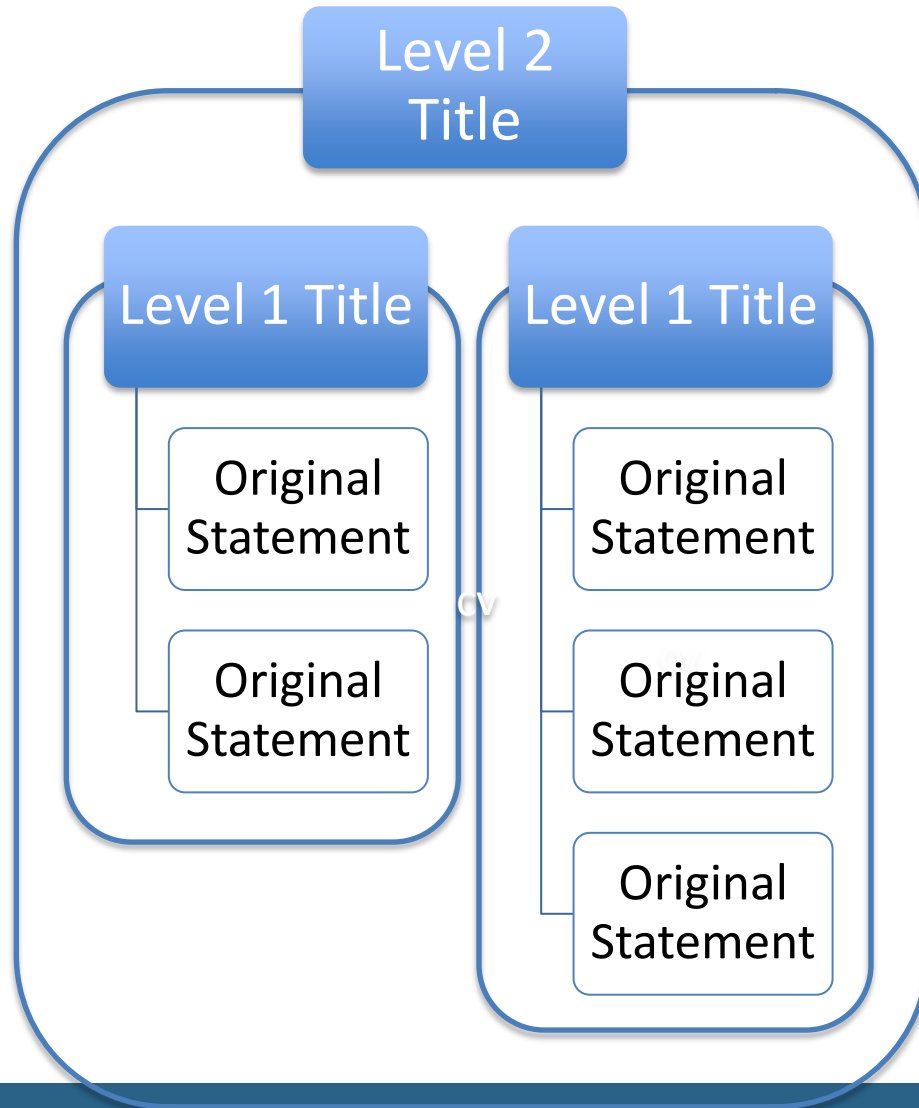 Level 2
Title
Level 1 Title
Original
Statement
Original
Statement
Level 1 Title
Original
Statement
Original
Statement
Original
Statement
cv